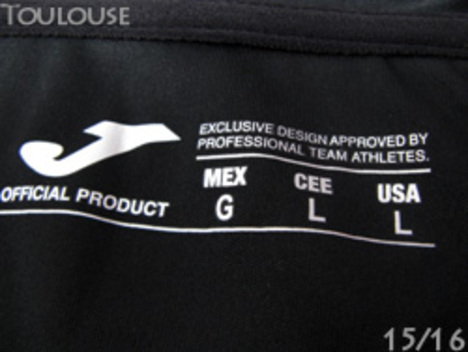 TOULOUSE
EXCLUSIVE DESIGN APPROVED BY
PROFESSIONAL TEAM ATHLETES.
OFFICIAL PRODUCT
MEX CEE USA
G L L
15/16